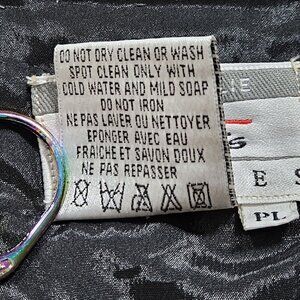 DO NOT DRY CLEAN OR WASH
SPOT CLEAN ONLY WITH
COLD WATER AND MILD SOAP
DO NOT IRON
NE PAS LAVER OU NETTOYER
EPONGER AVEC EAU
FRAICHE ET SAVON DOUX
NE PAS REPASSER
E S
PL